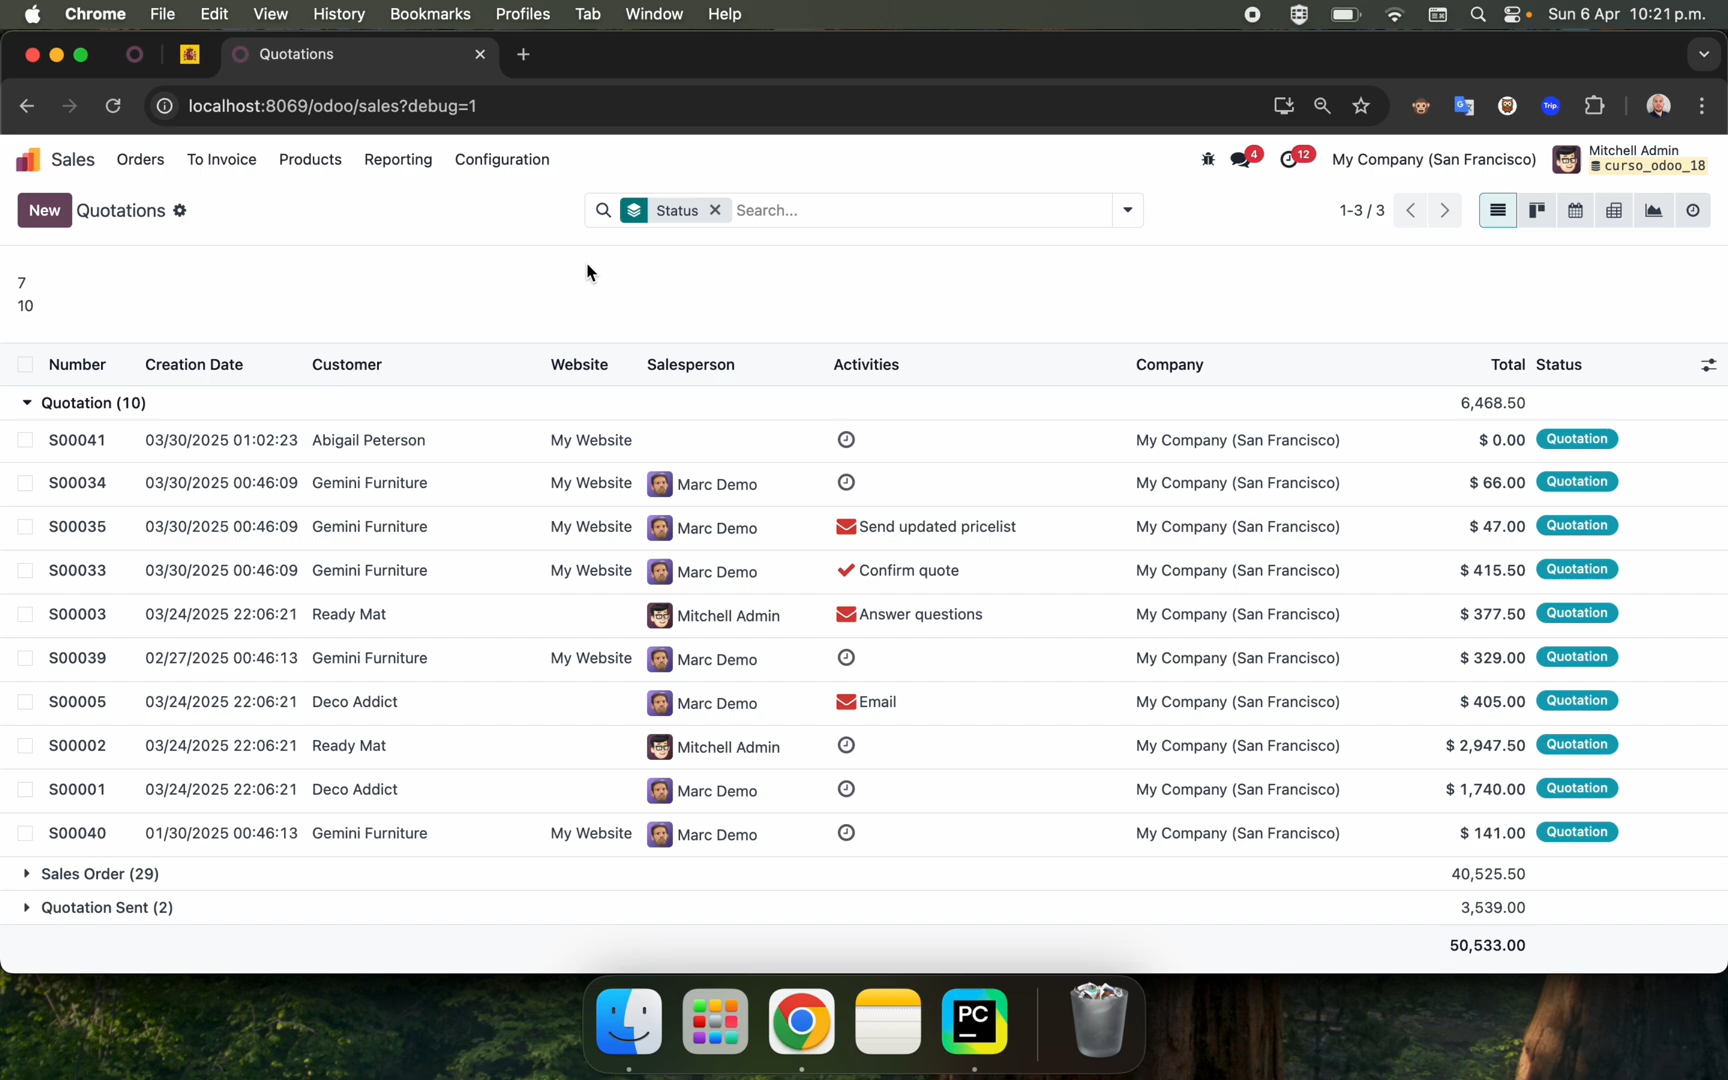 Chrome File Edit View History Bookmarks Profiles Tab Window Help Sun 6 Apr 10:21 p.m.
Quotations
localhost:8069/odoo/sales?debug=1 Trip.
Sales Orders To Invoice Products Reporting Configuration 4 12 My Company (San Francisco) Mitchell Admin
curso_odoo_18
New Quotations Status Search... 1-3 / 3
7
10
Number Creation Date Customer Website Salesperson Activities Company Total Status
Quotation (10) 6,468.50
S00041 03/30/2025 01:02:23 Abigail Peterson My Website My Company (San Francisco) $ 0.00 Quotation
S00034 03/30/2025 00:46:09 Gemini Furniture My Website Marc Demo My Company (San Francisco) $ 66.00 Quotation
S00035 03/30/2025 00:46:09 Gemini Furniture My Website Marc Demo Send updated pricelist My Company (San Francisco) $ 47.00 Quotation
S00033 03/30/2025 00:46:09 Gemini Furniture My Website Marc Demo Confirm quote My Company (San Francisco) $ 415.50 Quotation
S00003 03/24/2025 22:06:21 Ready Mat Mitchell Admin Answer questions My Company (San Francisco) $ 377.50 Quotation
S00039 02/27/2025 00:46:13 Gemini Furniture My Website Marc Demo My Company (San Francisco) $ 329.00 Quotation
S00005 03/24/2025 22:06:21 Deco Addict Marc Demo Email My Company (San Francisco) $ 405.00 Quotation
S00002 03/24/2025 22:06:21 Ready Mat Mitchell Admin My Company (San Francisco) $ 2,947.50 Quotation
S00001 03/24/2025 22:06:21 Deco Addict Marc Demo My Company (San Francisco) $ 1,740.00 Quotation
S00040 01/30/2025 00:46:13 Gemini Furniture My Website Marc Demo My Company (San Francisco) $ 141.00 Quotation
Sales Order (29) 40,525.50
Quotation Sent (2) 3,539.00
50,533.00
PC